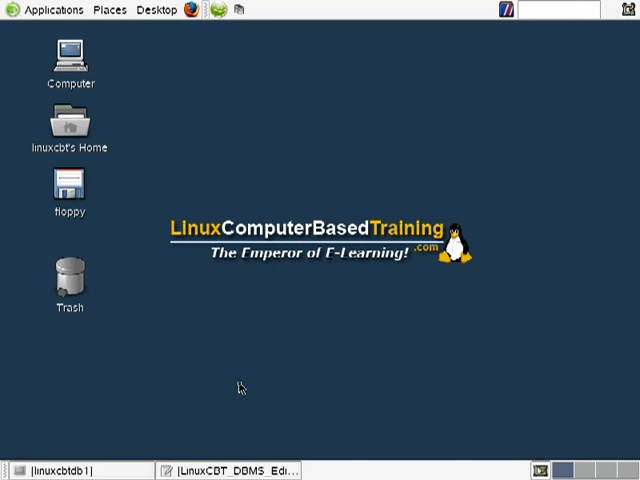 Applications Places Desktop
Computer
linuxcbt's Home
floppy
Trash
LinuxComputerBasedTraining
.com
The Emperor of E-Learning!
[linuxcbtdb1]
[LinuxCBT_DBMS_Edi...